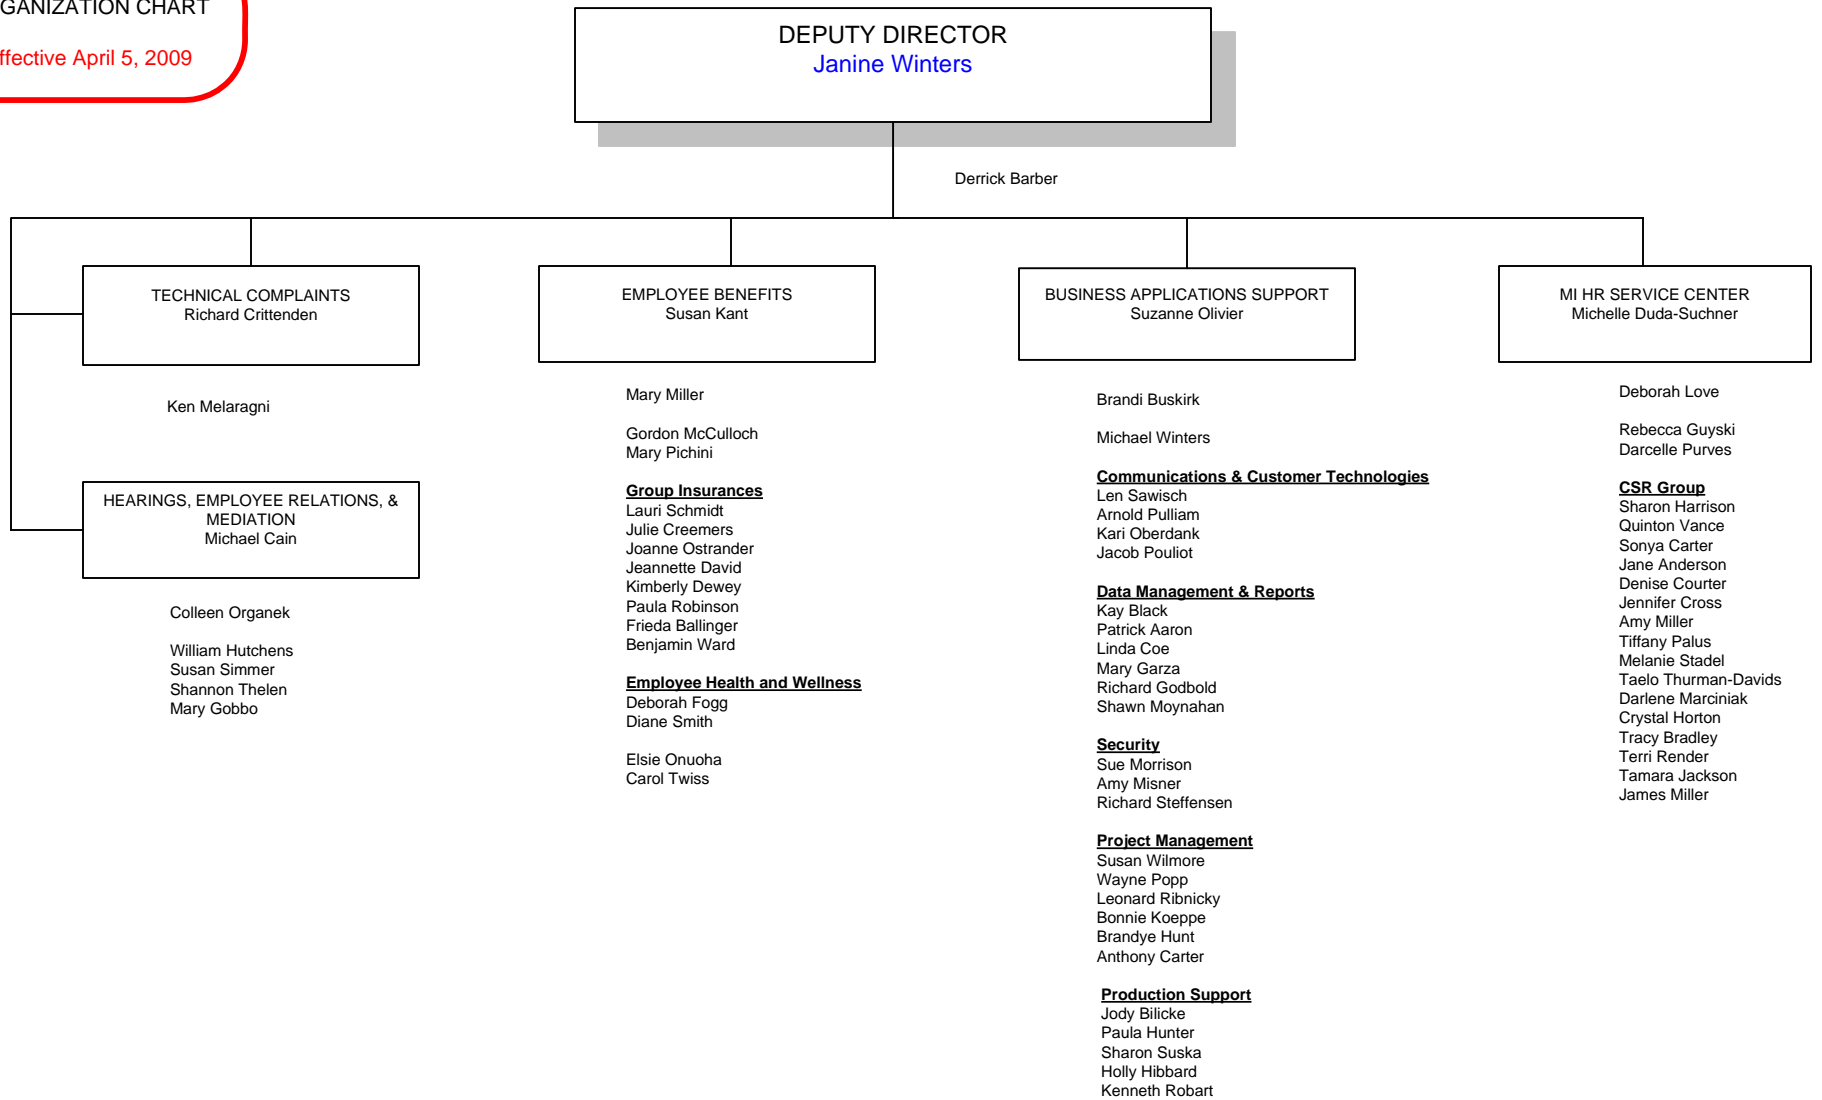 GANIZATION CHART
ffective April 5, 2009
DEPUTY DIRECTOR
Janine Winters
Derrick Barber
TECHNICAL COMPLAINTS
Richard Crittenden
Ken Melaragni
HEARINGS, EMPLOYEE RELATIONS, &
MEDIATION
Michael Cain
Colleen Organek
William Hutchens
Susan Simmer
Shannon Thelen
Mary Gobbo
EMPLOYEE BENEFITS
Susan Kant
Mary Miller
Gordon McCulloch
Mary Pichini
Group Insurances
Lauri Schmidt
Julie Creemers
Joanne Ostrander
Jeannette David
Kimberly Dewey
Paula Robinson
Frieda Ballinger
Benjamin Ward
Employee Health and Wellness
Deborah Fogg
Diane Smith
Elsie Onuoha
Carol Twiss
BUSINESS APPLICATIONS SUPPORT
Suzanne Olivier
Brandi Buskirk
Michael Winters
Communications & Customer Technologies
Len Sawisch
Arnold Pulliam
Kari Oberdank
Jacob Pouliot
Data Management & Reports
Kay Black
Patrick Aaron
Linda Coe
Mary Garza
Richard Godbold
Shawn Moynahan
Security
Sue Morrison
Amy Misner
Richard Steffensen
Project Management
Susan Wilmore
Wayne Popp
Leonard Ribnicky
Bonnie Koeppe
Brandye Hunt
Anthony Carter
Production Support
Jody Bilicke
Paula Hunter
Sharon Suska
Holly Hibbard
Kenneth Robart
MI HR SERVICE CENTER
Michelle Duda-Suchner
Deborah Love
Rebecca Guyski
Darcelle Purves
CSR Group
Sharon Harrison
Quinton Vance
Sonya Carter
Jane Anderson
Denise Courter
Jennifer Cross
Amy Miller
Tiffany Palus
Melanie Stadel
Taelo Thurman-Davids
Darlene Marciniak
Crystal Horton
Tracy Bradley
Terri Render
Tamara Jackson
James Miller